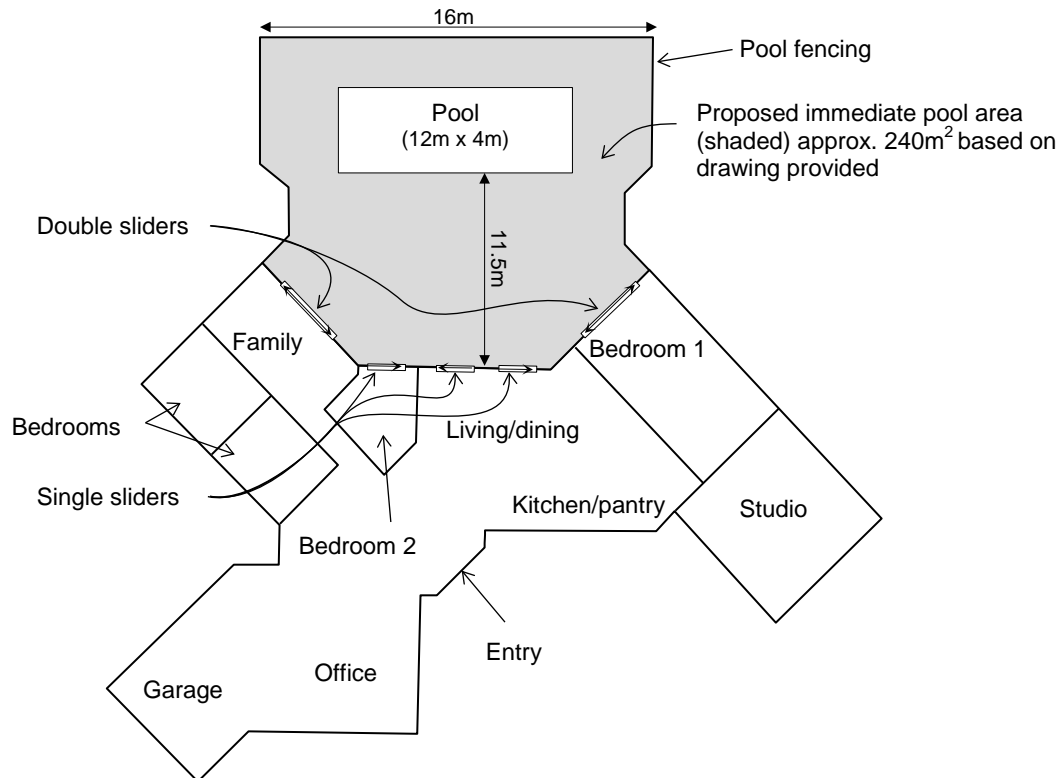 16m
Pool fencing
Pool
(12m x 4m)
Proposed immediate pool area
(shaded) approx. 240m² based on
drawing provided
Double sliders
11.5m
Family
Bedroom 1
Bedrooms
Living/dining
Single sliders
Kitchen/pantry
Studio
Bedroom 2
Entry
Office
Garage